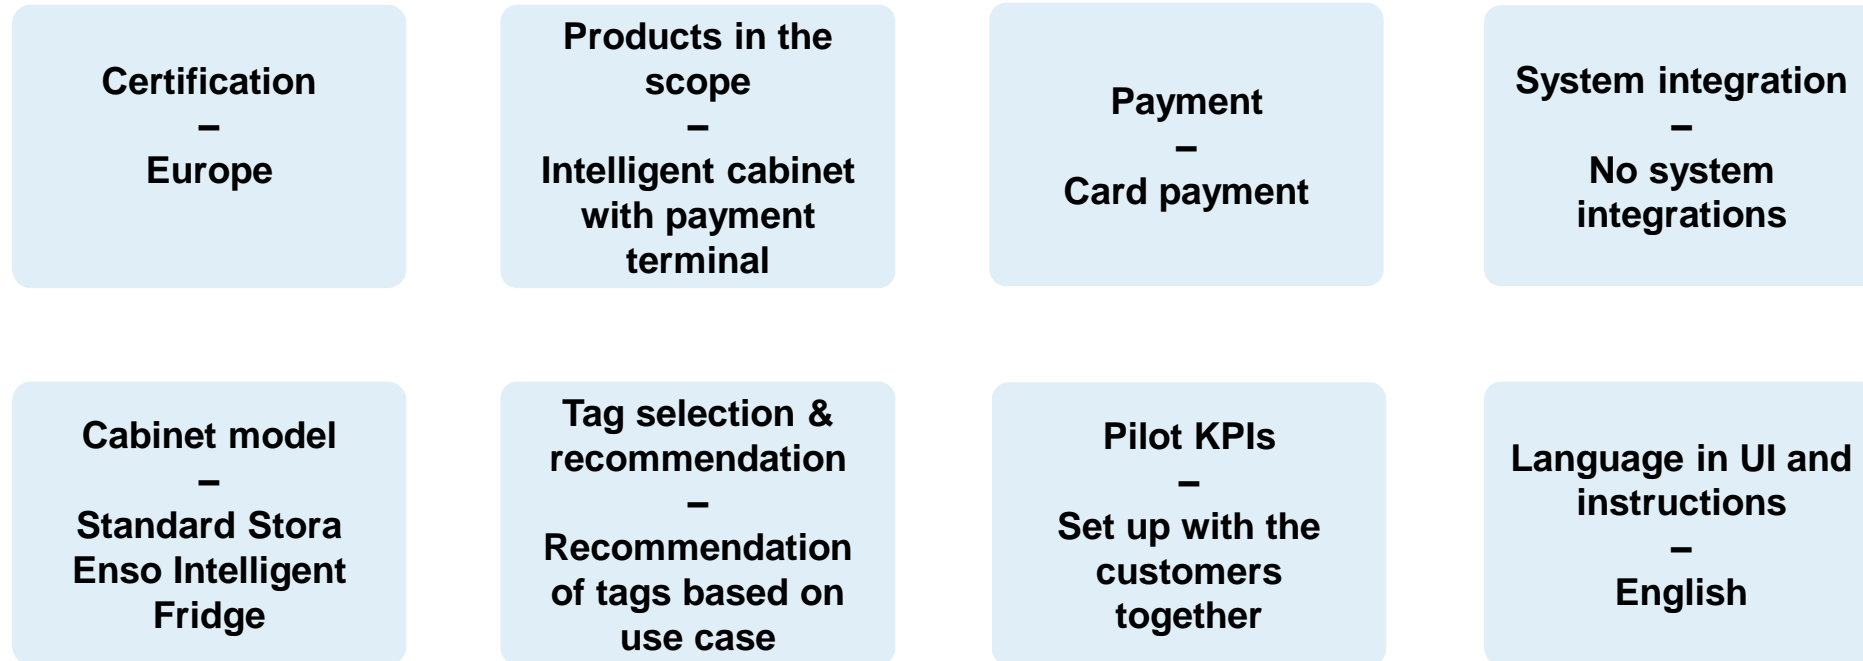 Certification
–
Europe
Products in the
scope
–
Intelligent cabinet
with payment
terminal
Payment
–
Card payment
System integration
–
No system
integrations
Cabinet model
–
Standard Stora
Enso Intelligent
Fridge
Tag selection &
recommendation
–
Recommendation
of tags based on
use case
Pilot KPIs
–
Set up with the
customers
together
Language in UI and
instructions
–
English